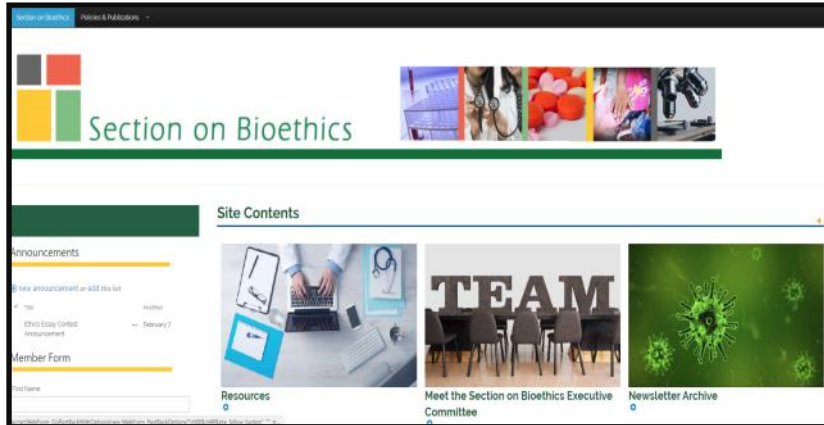 Section on Bioethics Policies & Publications
Section on Bioethics
Site Contents
Announcements
new announcement or edit this list
Title Modified
Ethics Essay Contest Announcement February 7
Member Form
First Name
TEAM
Resources
Meet the Section on Bioethics Executive
Committee
Newsletter Archive